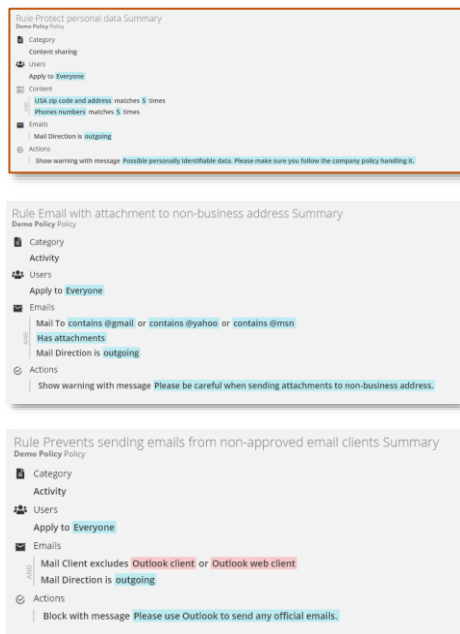 Rule Protect personal data Summary
Demo Policy Policy
Category
Content sharing
Users
Apply to Everyone
Content
USA zip code and address matches 5 times
AND
Phones numbers matches 5 times
Emails
Mail Direction is outgoing
Actions
Show warning with message Possible personally identifiable data. Please make sure you follow the company policy handling it.
Rule Email with attachment to non-business address Summary
Demo Policy Policy
Category
Activity
Users
Apply to Everyone
Emails
Mail To contains @gmail or contains @yahoo or contains @msn
AND
Has attachments
Mail Direction is outgoing
Actions
Show warning with message Please be careful when sending attachments to non-business address.
Rule Prevents sending emails from non-approved email clients Summary
Demo Policy Policy
Category
Activity
Users
Apply to Everyone
Emails
Mail Client excludes Outlook client or Outlook web client
AND
Mail Direction is outgoing
Actions
Block with message Please use Outlook to send any official emails.